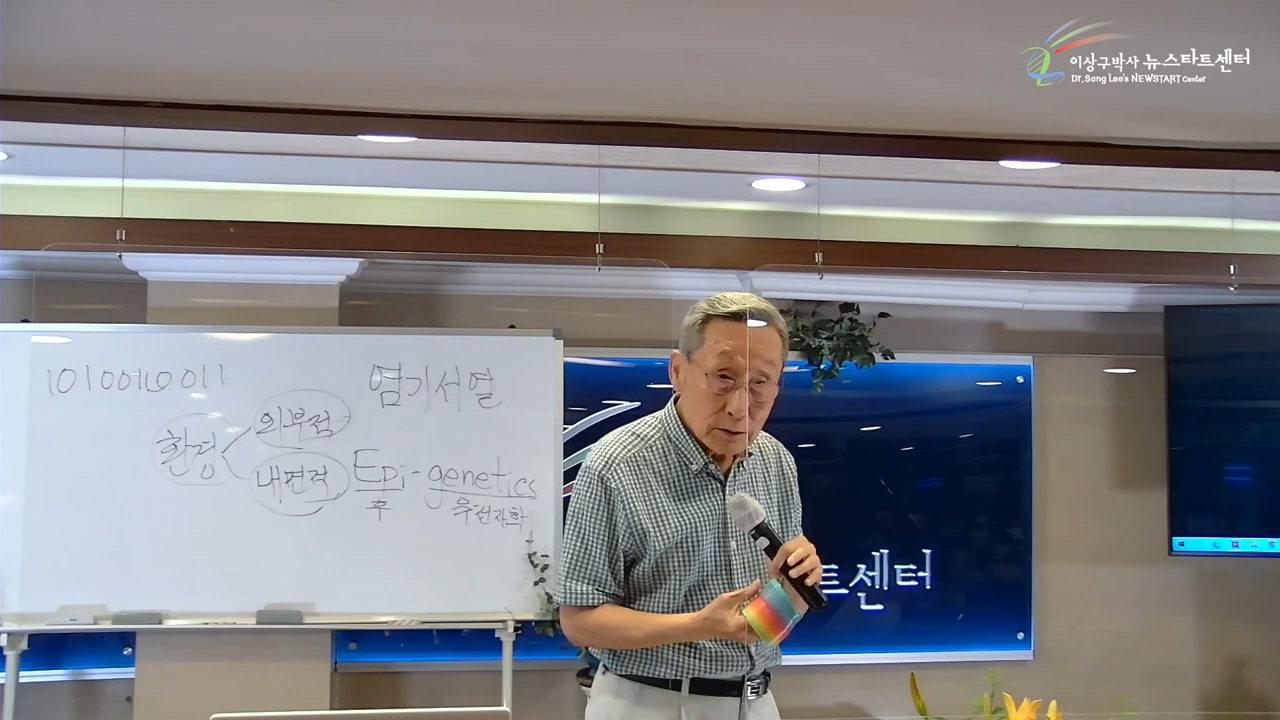 이상구박사 뉴스타트센터
Dr. Sang Lee's NEWSTART Center
1010010011
염기서열
환경
외부적
내면적
Epi-genetics
후 유전자학
트센터